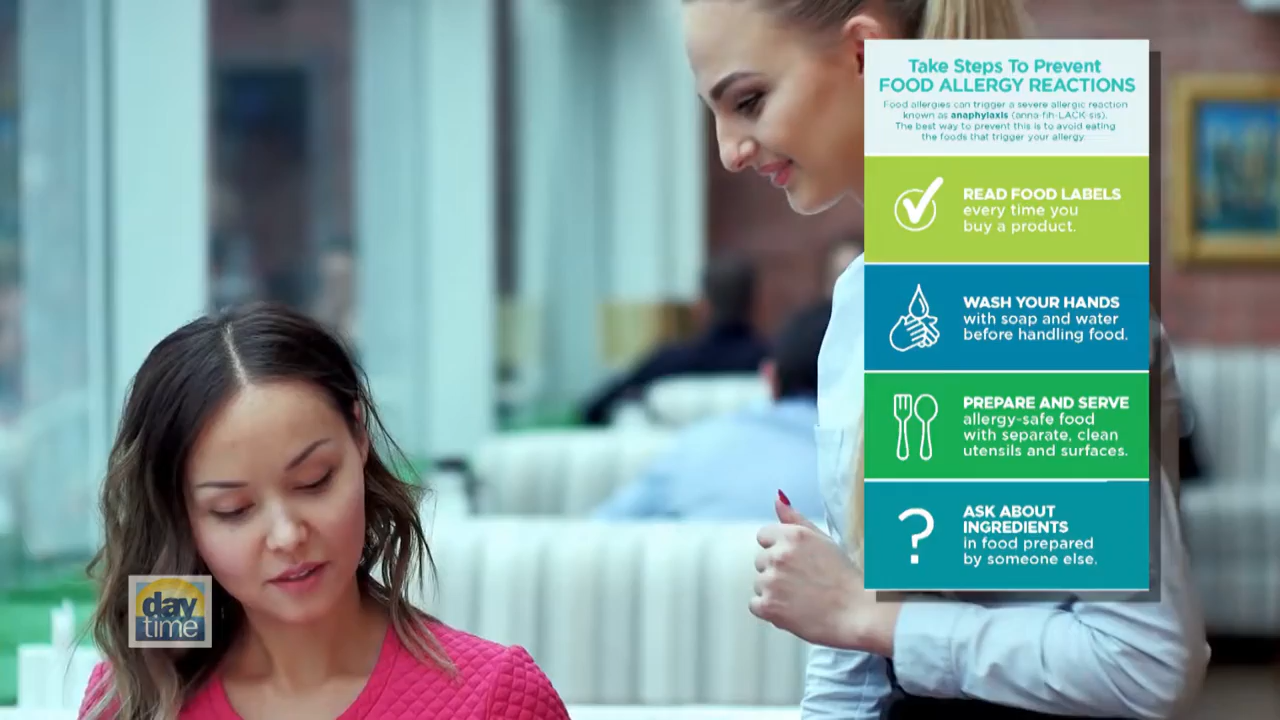 Take Steps To Prevent
FOOD ALLERGY REACTIONS
Food allergies can trigger a severe allergic reaction
known as anaphylaxis (anna-fih-LACK-sis).
The best way to prevent this is to avoid eating
the foods that trigger your allergy.
READ FOOD LABELS
every time you
buy a product.
WASH YOUR HANDS
with soap and water
before handling food.
PREPARE AND SERVE
allergy-safe food
with separate, clean
utensils and surfaces.
ASK ABOUT
INGREDIENTS
in food prepared
by someone else.
day
time